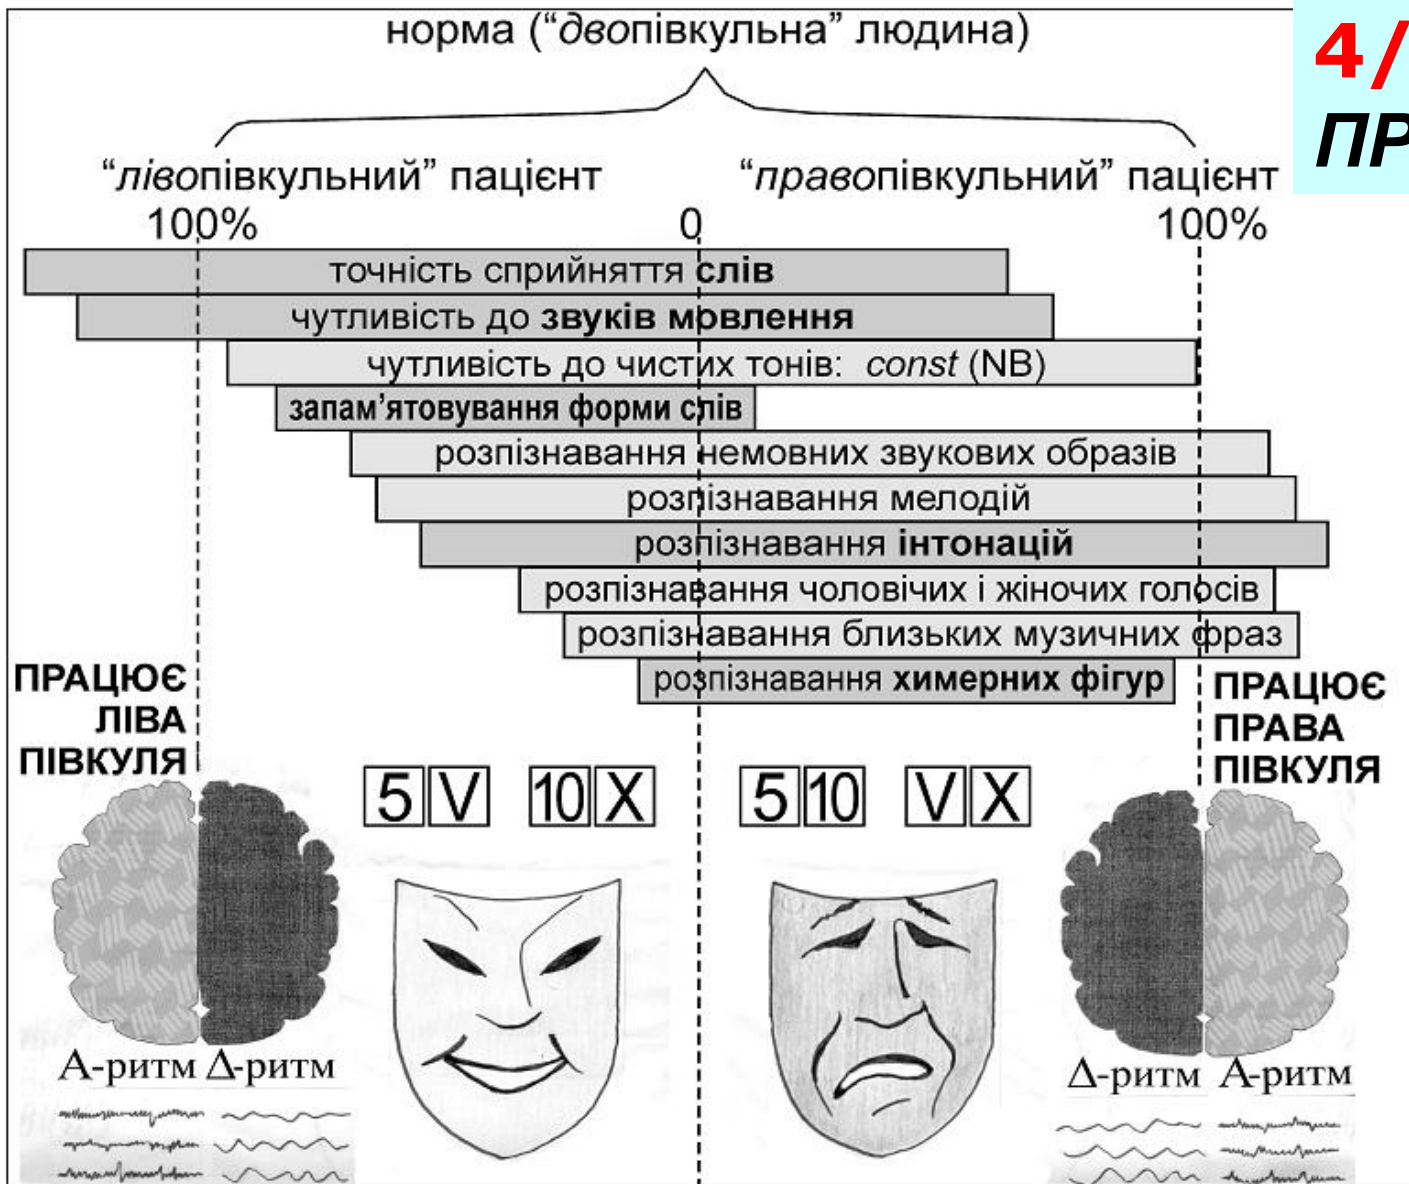 норма (“двопівкульна” людина)
4/
ПР
“лівопівкульний” пацієнт
“правопівкульний” пацієнт
100%
0
100%
точність сприйняття слів
чутливість до звуків мовлення
чутливість до чистих тонів: const (NB)
запам’ятовування форми слів
розпізнавання немовних звукових образів
розпізнавання мелодій
розпізнавання інтонацій
розпізнавання чоловічих і жіночих голосів
розпізнавання близьких музичних фраз
розпізнавання химерних фігур
ПРАЦЮЄ
ЛІВА
ПІВКУЛЯ
ПРАЦЮЄ
ПРАВА
ПІВКУЛЯ
5 V 10 X
5 10 V X
А-ритм Δ-ритм
Δ-ритм А-ритм